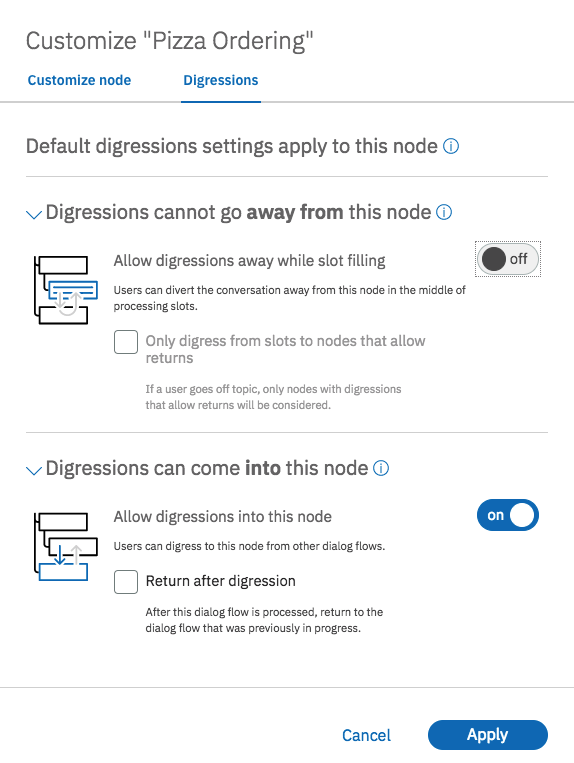 Customize "Pizza Ordering"
Customize node
Digressions
Default digressions settings apply to this node
Digressions cannot go away from this node
Allow digressions away while slot filling
off
Users can divert the conversation away from this node in the middle of
processing slots.
Only digress from slots to nodes that allow
returns
If a user goes off topic, only nodes with digressions
that allow returns will be considered.
Digressions can come into this node
Allow digressions into this node
on
Users can digress to this node from other dialog flows.
Return after digression
After this dialog flow is processed, return to the
dialog flow that was previously in progress.
Cancel
Apply